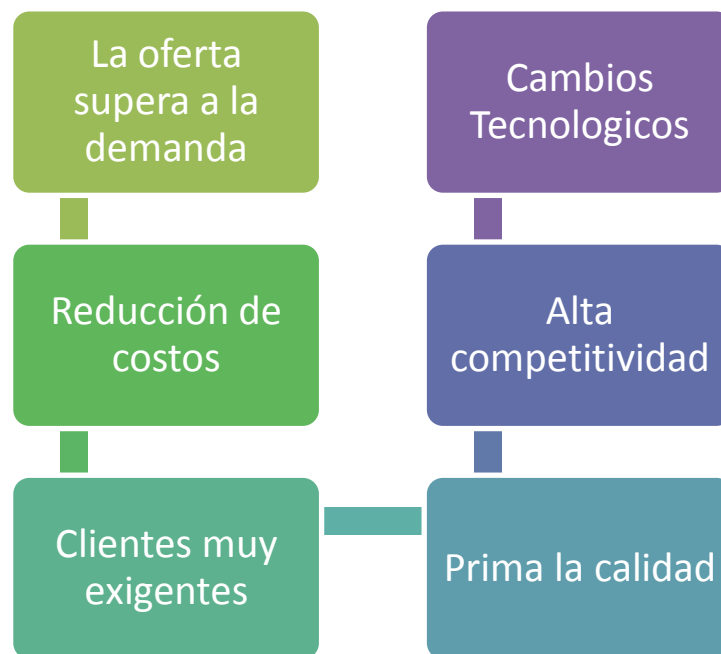 La oferta
supera a la
demanda
Reducción de
costos
Clientes muy
exigentes
Prima la calidad
Alta
competitividad
Cambios
Tecnologicos